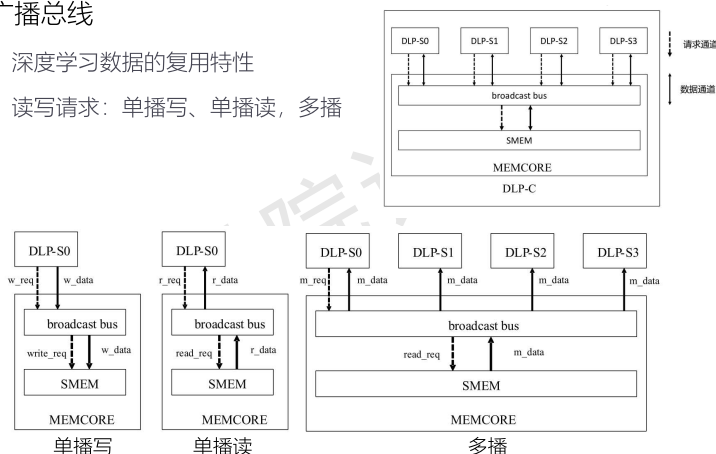 广播总线
深度学习数据的复用特性
读写请求：单播写、单播读，多播
DLP-S0 DLP-S1 DLP-S2 DLP-S3
请求通道
数据通道
broadcast bus
SMEM
MEMCORE
DLP-C
DLP-S0
w_req w_data
broadcast bus
write_req w_data
SMEM
MEMCORE
单播写
DLP-S0
r_req r_data
broadcast bus
read_req r_data
SMEM
MEMCORE
单播读
DLP-S0 DLP-S1 DLP-S2 DLP-S3
m_req m_data m_data m_data m_data
broadcast bus
read_req m_data
SMEM
MEMCORE
多播